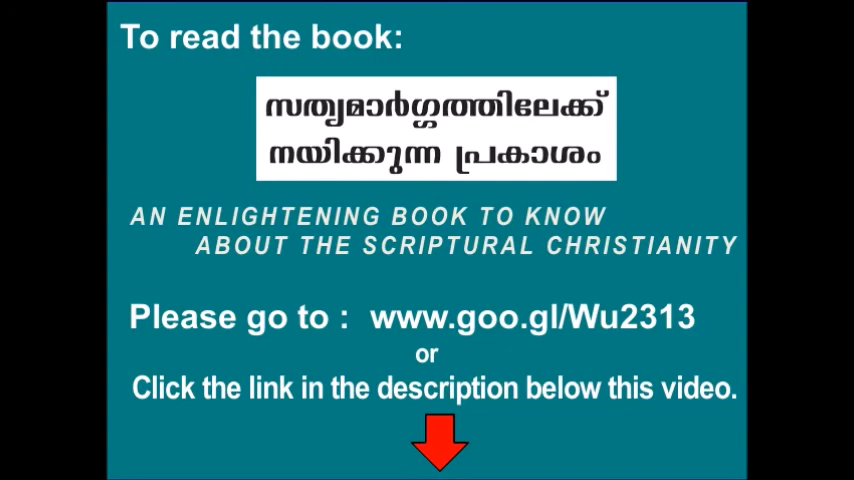 To read the book:
സത്യമാർഗ്ഗത്തിലേക്ക്
നയിക്കുന്ന പ്രകാശം
AN ENLIGHTENING BOOK TO KNOW
ABOUT THE SCRIPTURAL CHRISTIANITY
Please go to : www.goo.gl/Wu2313
or
Click the link in the description below this video.